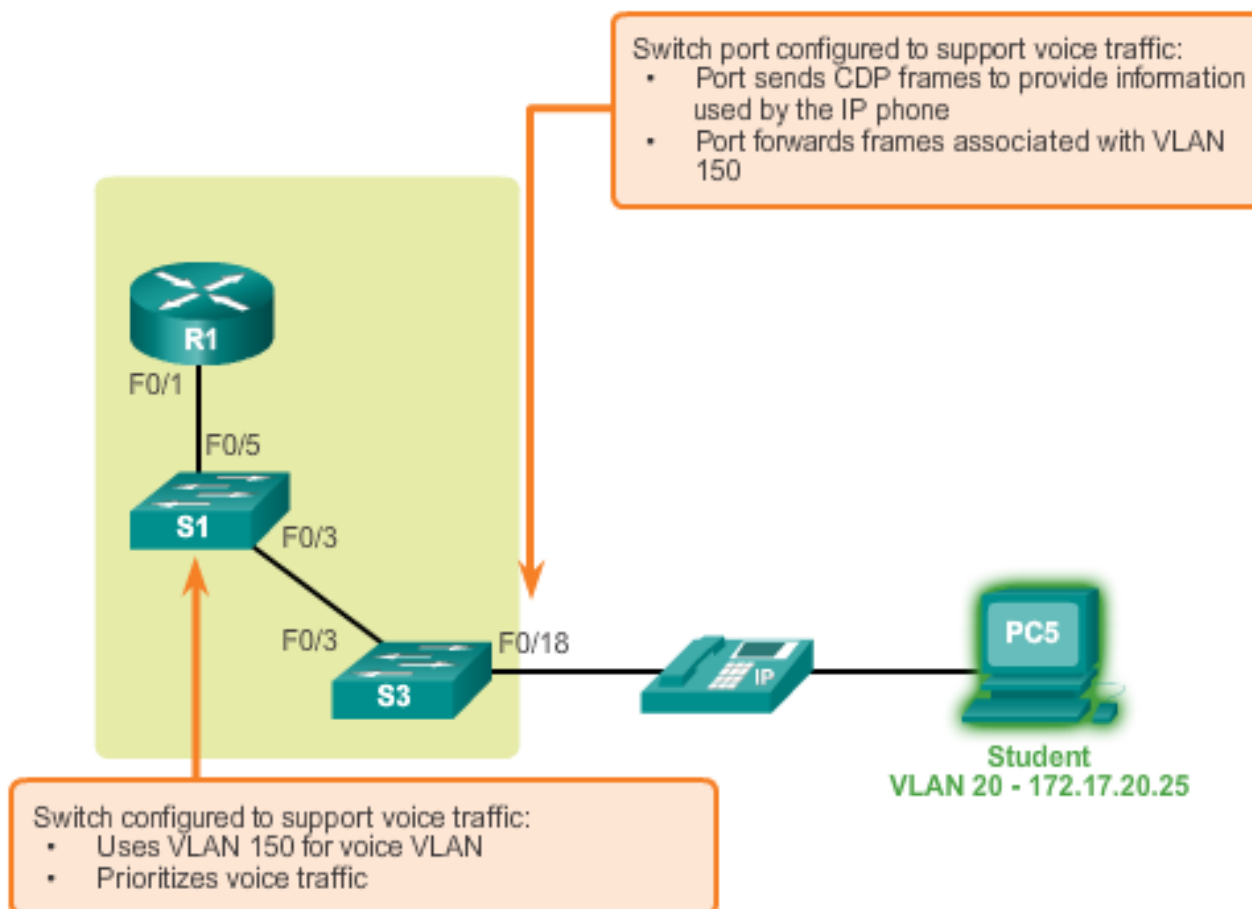 Switch port configured to support voice traffic:
• Port sends CDP frames to provide information
used by the IP phone
• Port forwards frames associated with VLAN
150
R1
F0/1
F0/5
S1
F0/3
F0/3
F0/18
S3
IP
PC5
Student
VLAN 20 - 172.17.20.25
Switch configured to support voice traffic:
• Uses VLAN 150 for voice VLAN
• Prioritizes voice traffic